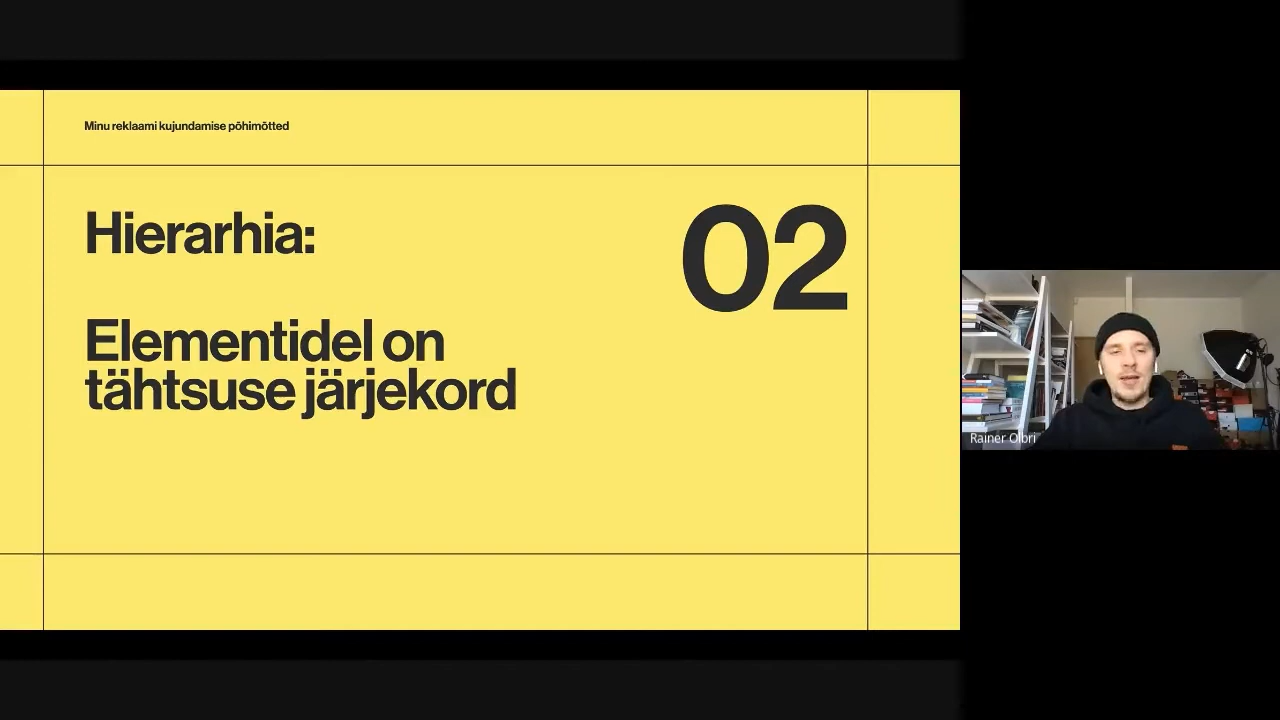 Minu reklaami kujundamise põhimõtted
Hierarhia:
02
Elementidel on
tähtsuse järjekord
Rainer Olbri